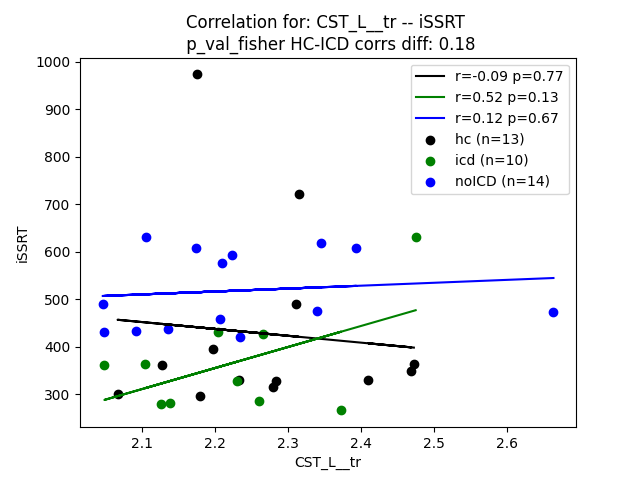 Correlation for: CST_L__tr -- iSSRT
p_val_fisher HC-ICD corrs diff: 0.18
r=-0.09 p=0.77
r=0.52 p=0.13
r=0.12 p=0.67
hc (n=13)
icd (n=10)
noICD (n=14)
iSSRT
1000
900
800
700
600
500
400
300
2.1
2.2
2.3
2.4
2.5
2.6
CST_L__tr